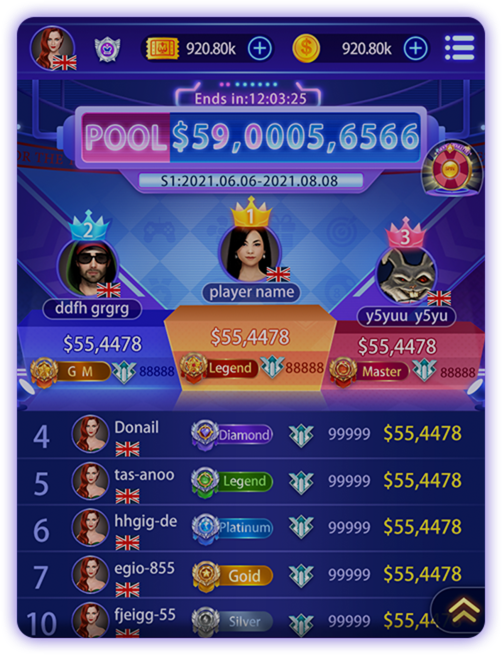 920.80k
920.80k
Ends in:12:03:25
POOL $59,0005,6566
S1:2021.06.06-2021.08.08
2
1
3
ddfh grgrg
player name
y5yuu y5yu
$55,4478
$55,4478
$55,4478
G M 88888
Legend 88888
Master 88888
4 Donail Diamond 99999 $55,4478
5 tas-anoo Legend 99999 $55,4478
6 hhgig-de Platinum 99999 $55,4478
7 egio-855 Goid 99999 $55,4478
10 fjeigg-55 Silver 99999 $55,44